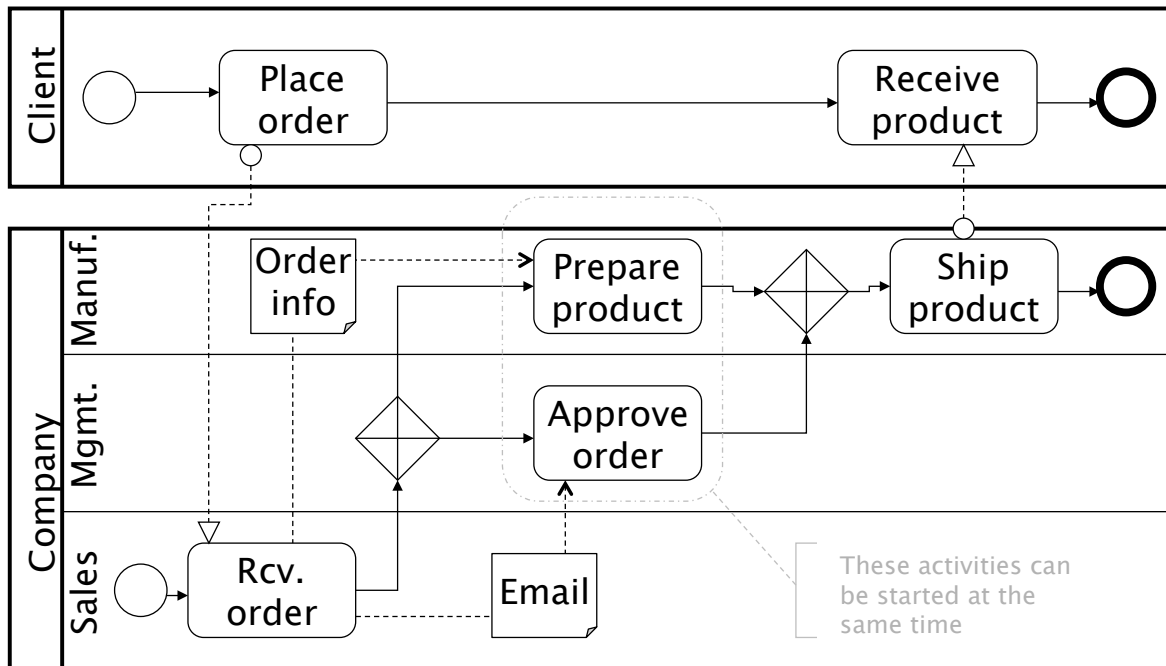 Client
Place
order
Receive
product
Company
Manuf.
Order
info
Prepare
product
Ship
product
Mgmt.
Approve
order
Sales
Rcv.
order
Email
These activities can
be started at the
same time